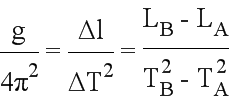 g/4π² = Δl/ΔT² = (L_B - L_A)/(T_B² - T_A²)